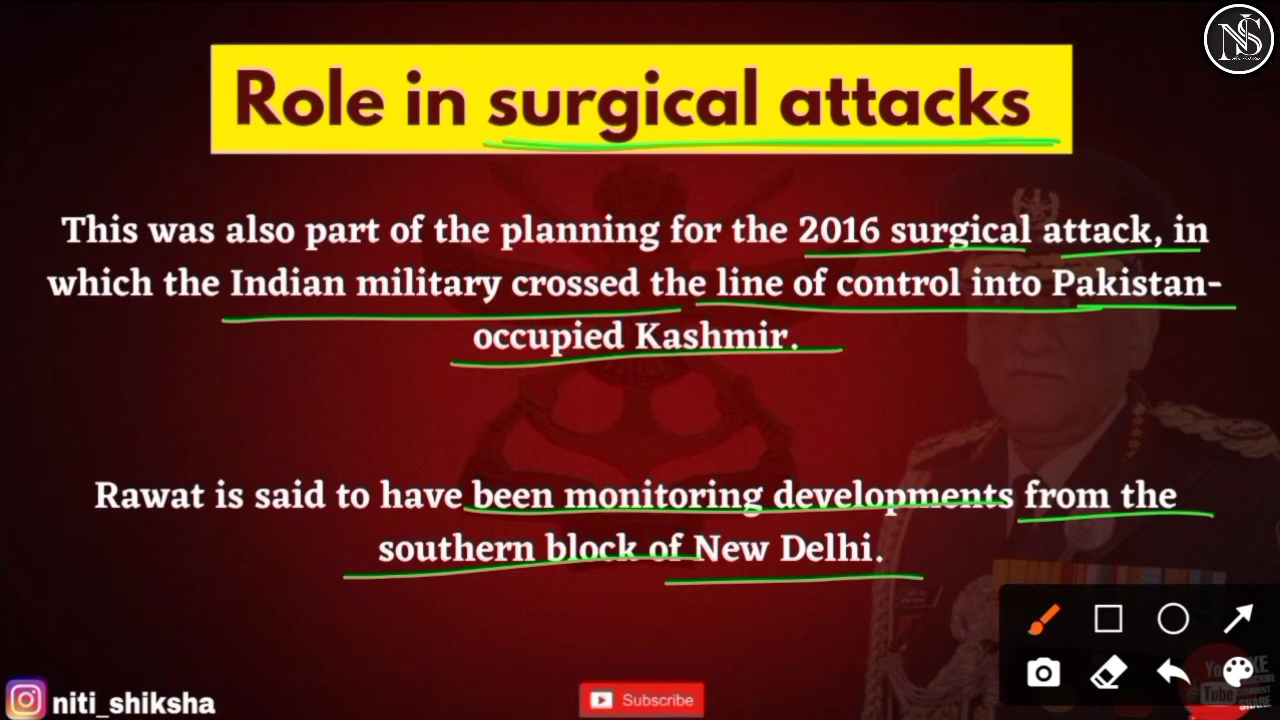 NSS
Role in surgical attacks
This was also part of the planning for the 2016 surgical attack, in
which the Indian military crossed the line of control into Pakistan-
occupied Kashmir.
Rawat is said to have been monitoring developments from the
southern block of New Delhi.
niti_shiksha
Subscribe